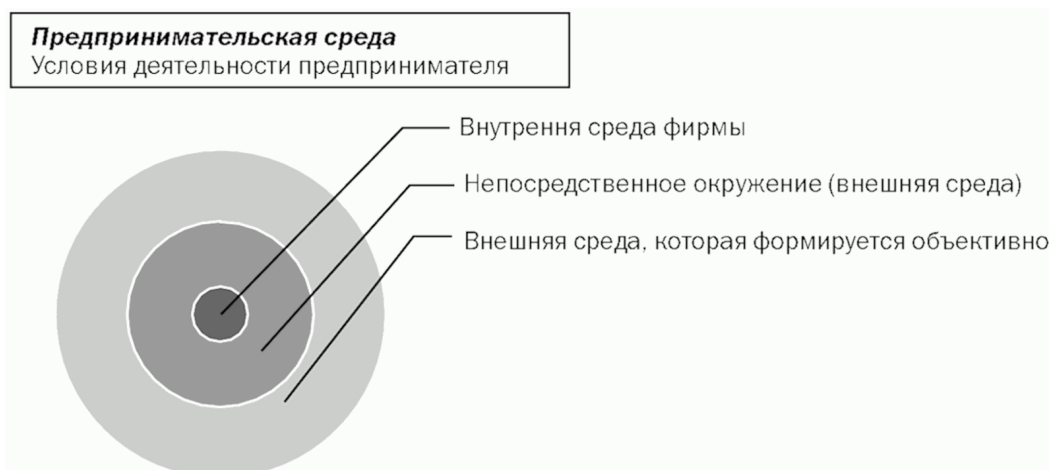 Предпринимательская среда
Условия деятельности предпринимателя
Внутрення среда фирмы
Непосредственное окружение (внешняя среда)
Внешняя среда, которая формируется объективно